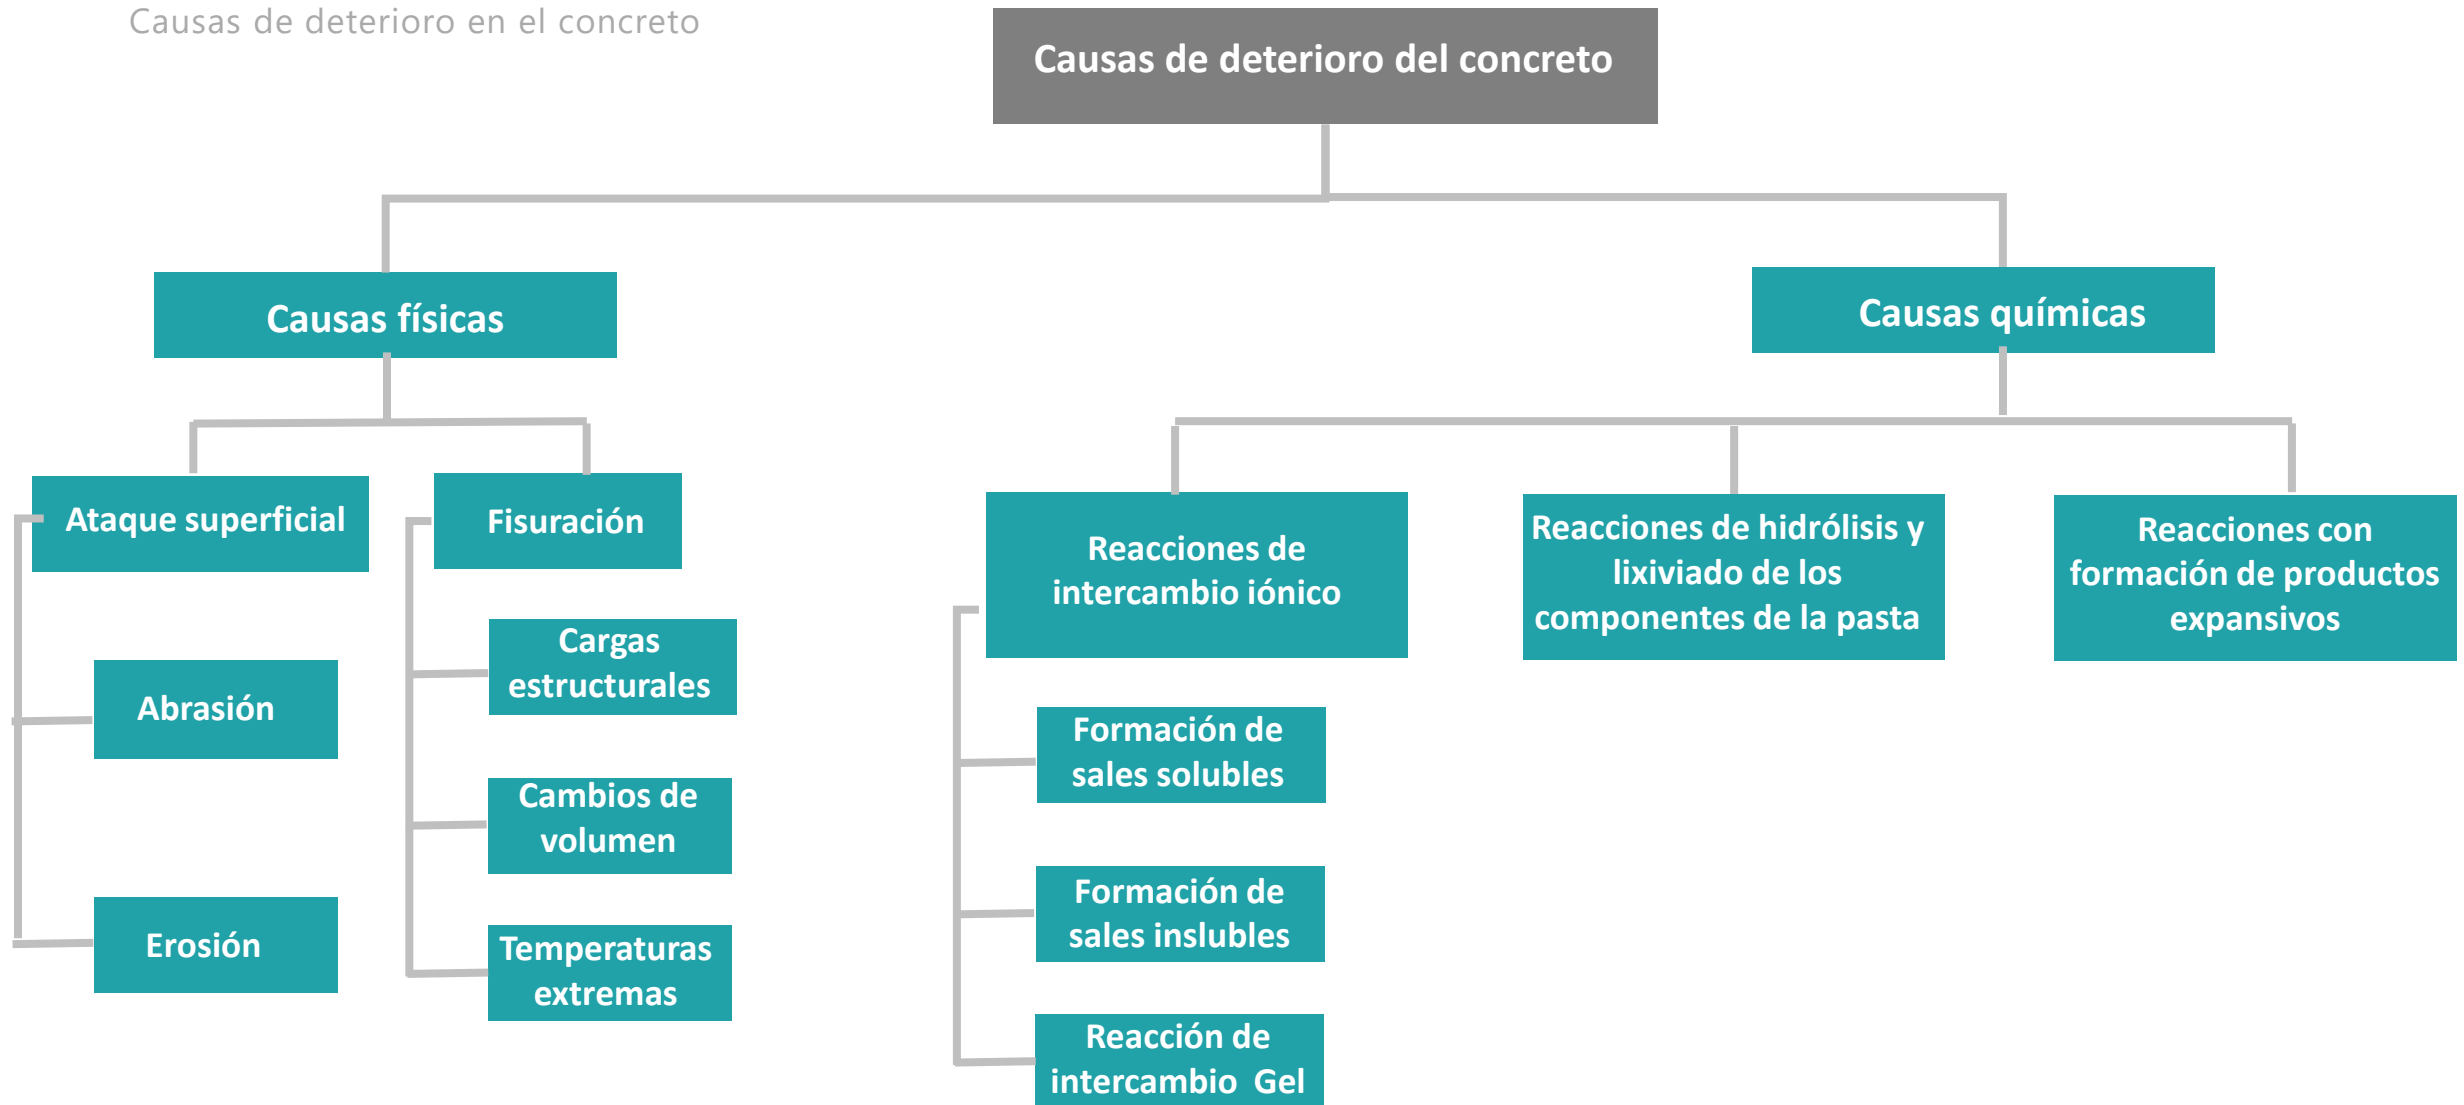 Causas de deterioro en el concreto
Causas de deterioro del concreto
Causas físicas
Causas químicas
Ataque superficial
Abrasión
Erosión
Fisuración
Cargas
estructurales
Cambios de
volumen
Temperaturas
extremas
Reacciones de
intercambio iónico
Formación de
sales solubles
Formación de
sales inslubles
Reacción de
intercambio Gel
Reacciones de hidrólisis y
lixiviado de los
componentes de la pasta
Reacciones con
formación de productos
expansivos